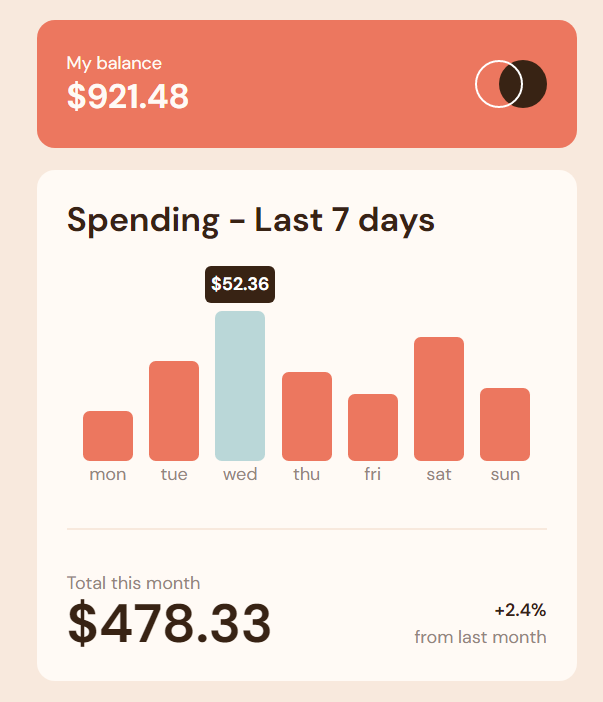 My balance
$921.48
Spending - Last 7 days
$52.36
mon tue wed thu fri sat sun
Total this month
$478.33
+2.4%
from last month